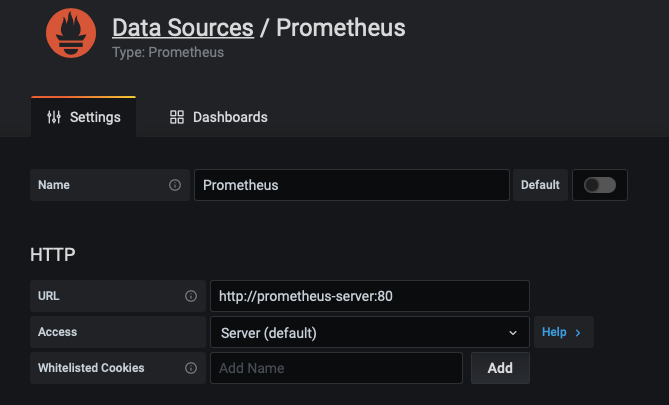 Data Sources / Prometheus
Type: Prometheus
Settings
Dashboards
Name
Prometheus
Default
HTTP
URL
http://prometheus-server:80
Access
Server (default)
Help
Whitelisted Cookies
Add Name
Add